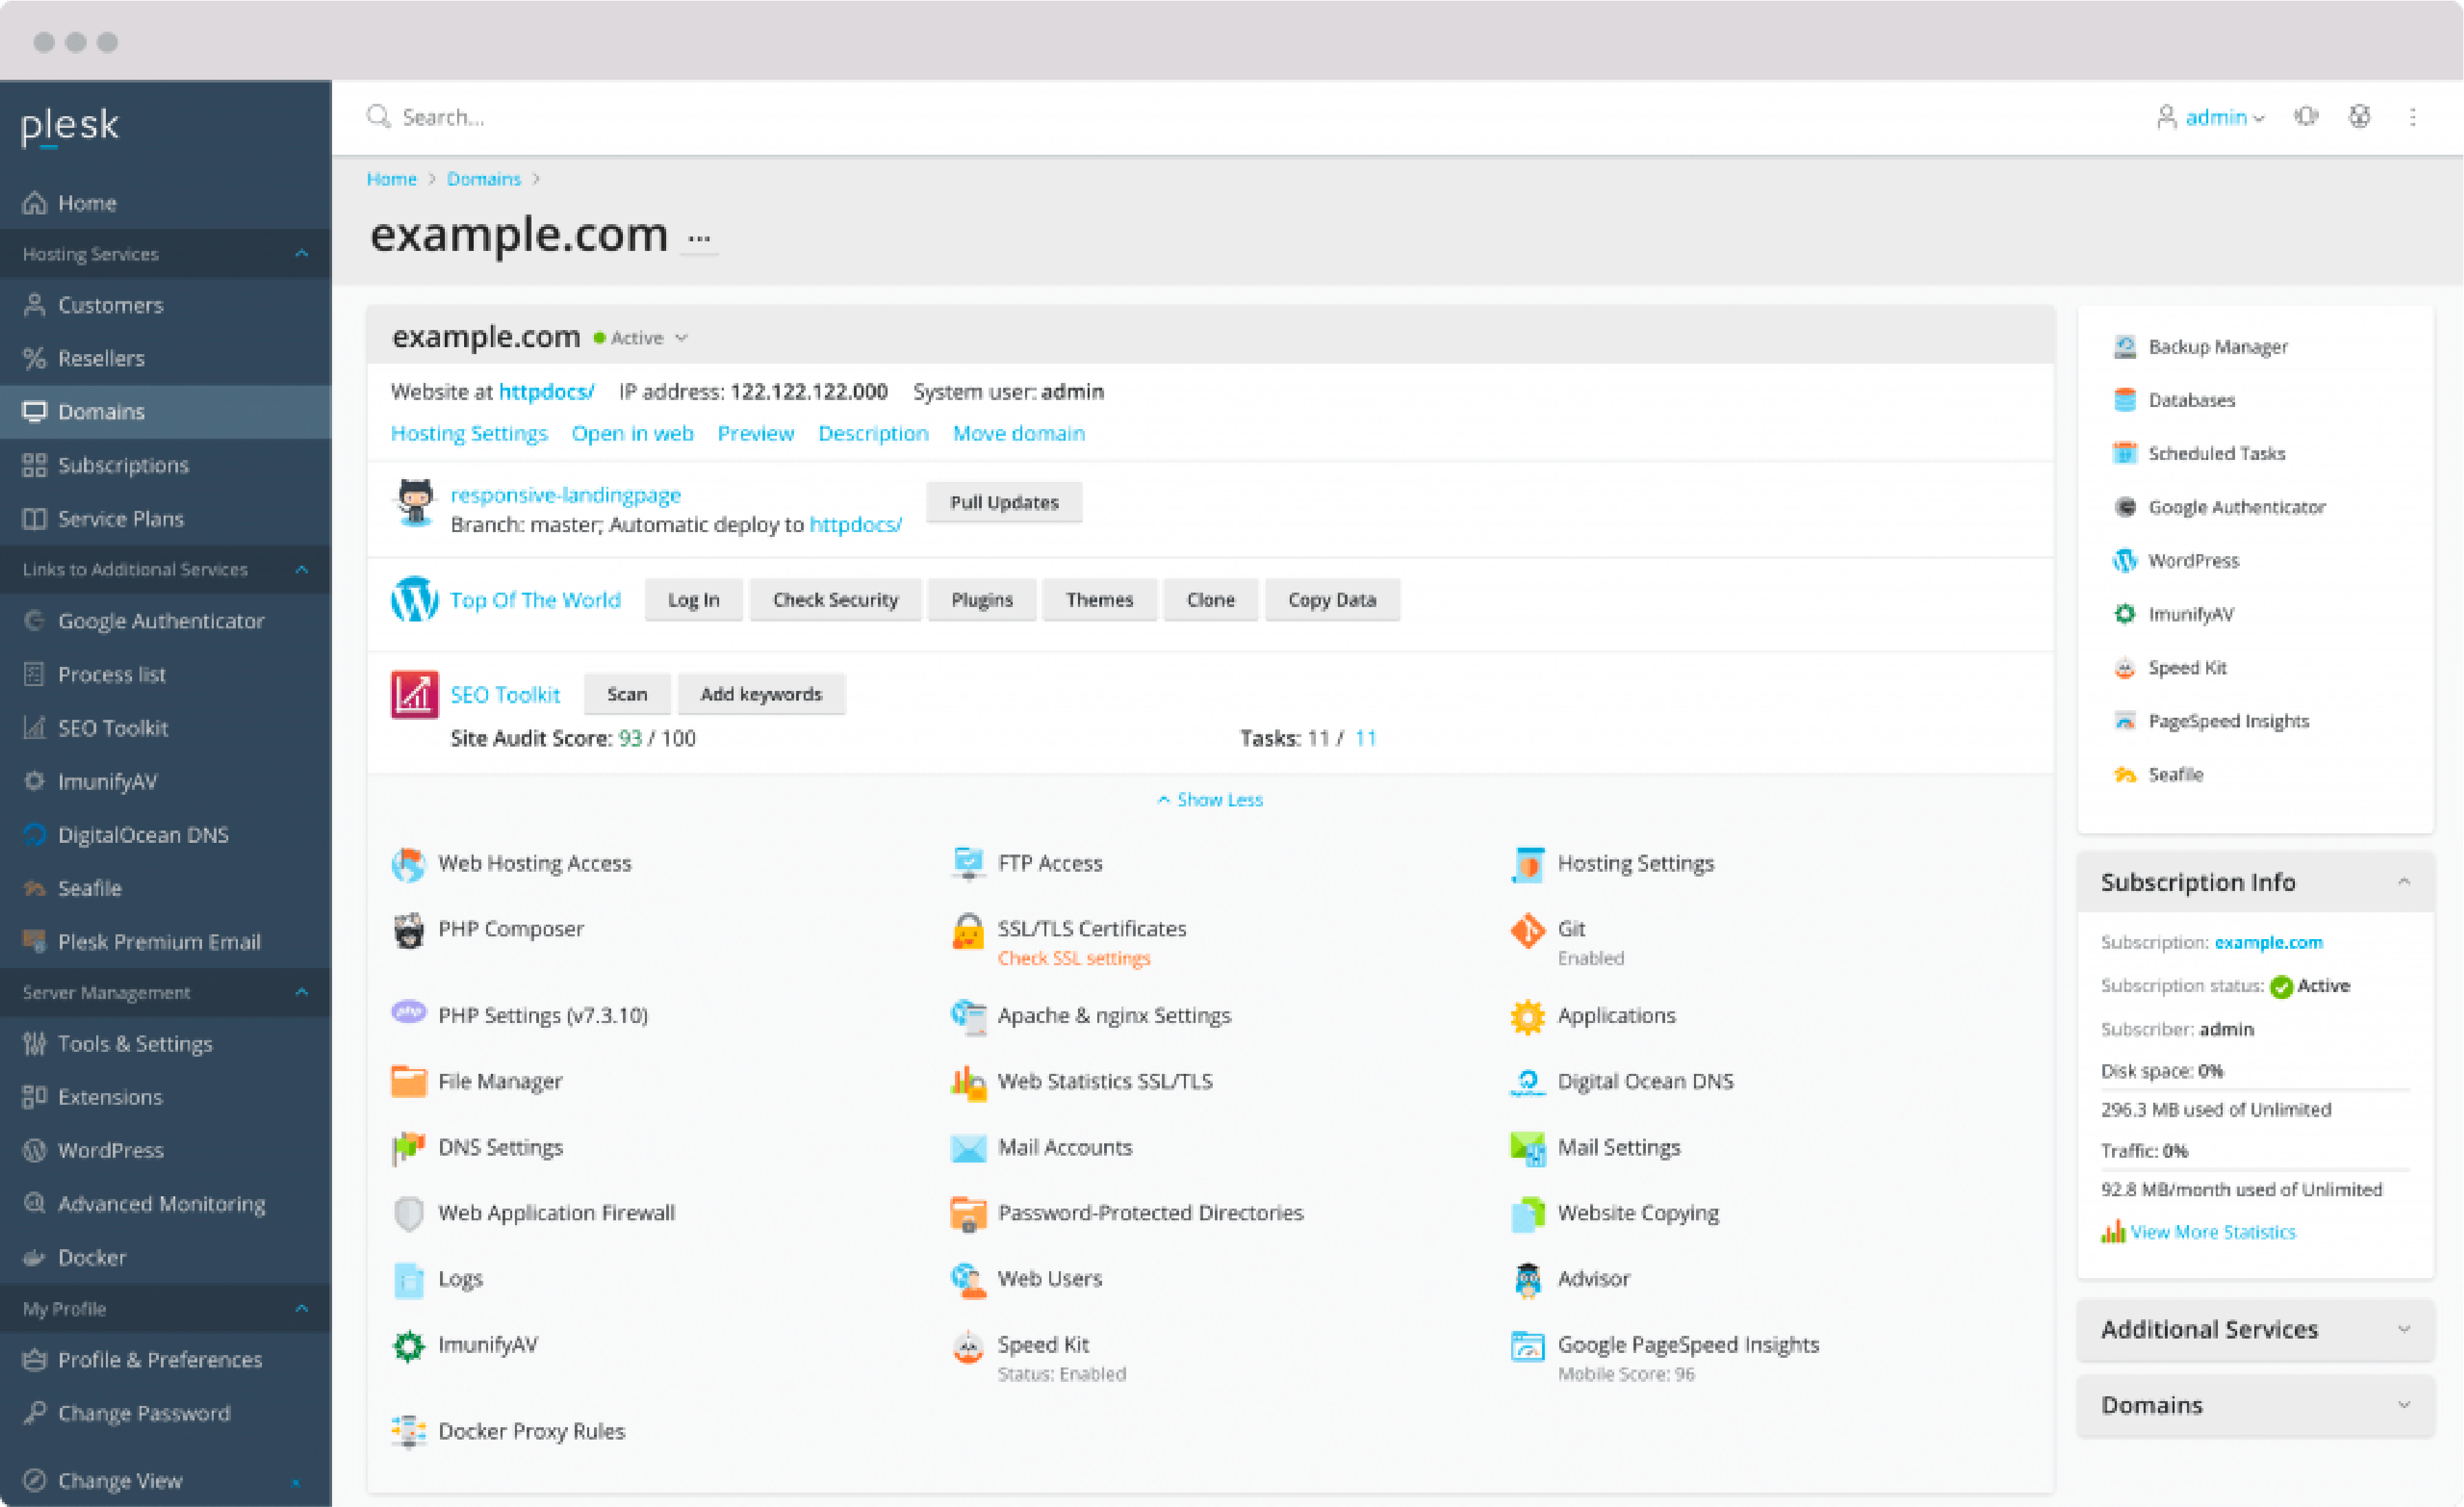 plesk
Home
Hosting Services
Customers
Resellers
Domains
Subscriptions
Service Plans
Links to Additional Services
Google Authenticator
Process list
SEO Toolkit
ImunifyAV
DigitalOcean DNS
Seafile
Plesk Premium Email
Server Management
Tools & Settings
Extensions
WordPress
Advanced Monitoring
Docker
My Profile
Profile & Preferences
Change Password
Change View
Search...
admin
Home > Domains >
example.com ...
example.com Active
Website at httpdocs/ IP address: 122.122.122.000 System user: admin
Hosting Settings Open in web Preview Description Move domain
responsive-landingpage
Branch: master; Automatic deploy to httpdocs/
Pull Updates
Top Of The World Log In Check Security Plugins Themes Clone Copy Data
SEO Toolkit Scan Add keywords
Site Audit Score: 93 / 100 Tasks: 11 / 11
Show Less
Web Hosting Access FTP Access Hosting Settings
PHP Composer SSL/TLS Certificates Git
Check SSL settings Enabled
php PHP Settings (v7.3.10) Apache & nginx Settings Applications
File Manager Web Statistics SSL/TLS Digital Ocean DNS
DNS Settings Mail Accounts Mail Settings
Web Application Firewall Password-Protected Directories Website Copying
Logs Web Users Advisor
ImunifyAV Speed Kit Google PageSpeed Insights
Status: Enabled Mobile Score: 96
Docker Proxy Rules
Backup Manager
Databases
Scheduled Tasks
Google Authenticator
WordPress
ImunifyAV
Speed Kit
PageSpeed Insights
Seafile
Subscription Info
Subscription: example.com
Subscription status: Active
Subscriber: admin
Disk space: 0%
296.3 MB used of Unlimited
Traffic: 0%
92.8 MB/month used of Unlimited
View More Statistics
Additional Services
Domains